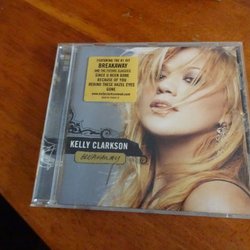 FEATURING THE #1 HIT
BREAKAWAY
AND THE FUTURE CLASSICS
SINCE U BEEN GONE
BECAUSE OF YOU
BEHIND THESE HAZEL EYES
GONE
KELLY CLARKSON
BREAKAWAY